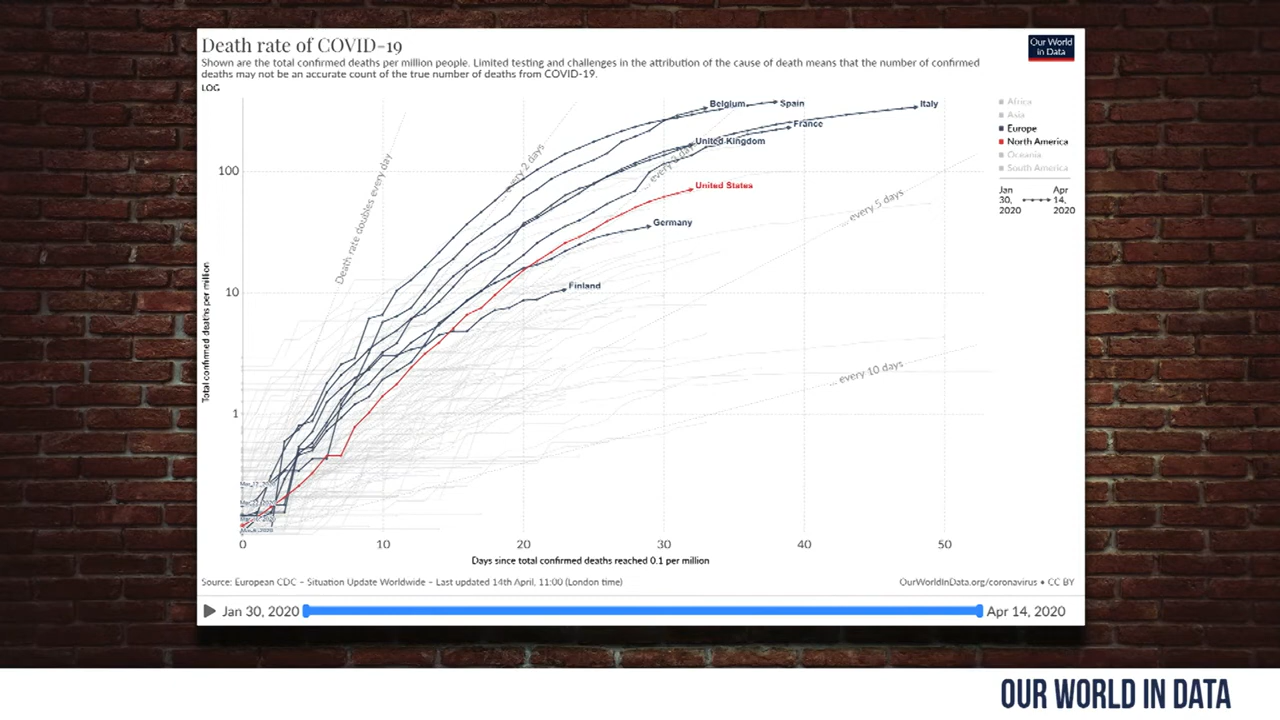 Death rate of COVID-19
Shown are the total confirmed deaths per million people. Limited testing and challenges in the attribution of the cause of death means that the number of confirmed
deaths may not be an accurate count of the true number of deaths from COVID-19.
Our World
in Data
LOG
Total confirmed deaths per million
100
10
1
Death rate doubles every day
... every 2 days
... every 5 days
... every 10 days
Belgium
Spain
Italy
France
United Kingdom
United States
Germany
Finland
Africa
Asia
Europe
North America
Oceania
South America
Jan
30,
2020
Apr
14,
2020
0
10
20
30
40
50
Days since total confirmed deaths reached 0.1 per million
Source: European CDC – Situation Update Worldwide – Last updated 14th April, 11:00 (London time)
OurWorldInData.org/coronavirus • CC BY
Jan 30, 2020
Apr 14, 2020
OUR WORLD IN DATA